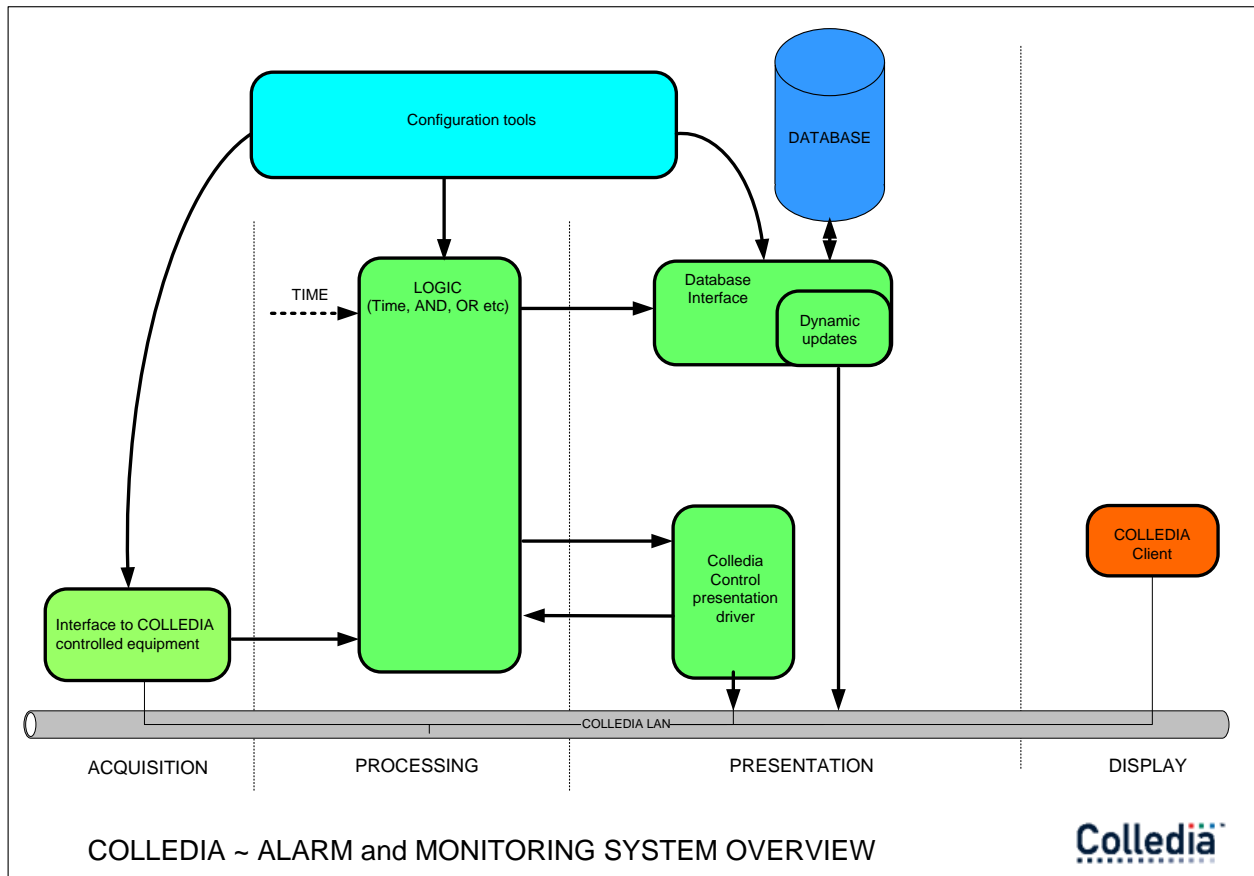 Configuration tools
DATABASE
TIME
LOGIC
(Time, AND, OR etc)
Database
Interface
Dynamic
updates
Colledia
Control
presentation
driver
COLLEDIA
Client
Interface to COLLEDIA
controlled equipment
COLLEDIA LAN
ACQUISITION
PROCESSING
PRESENTATION
DISPLAY
COLLEDIA ~ ALARM and MONITORING SYSTEM OVERVIEW
Colledia™